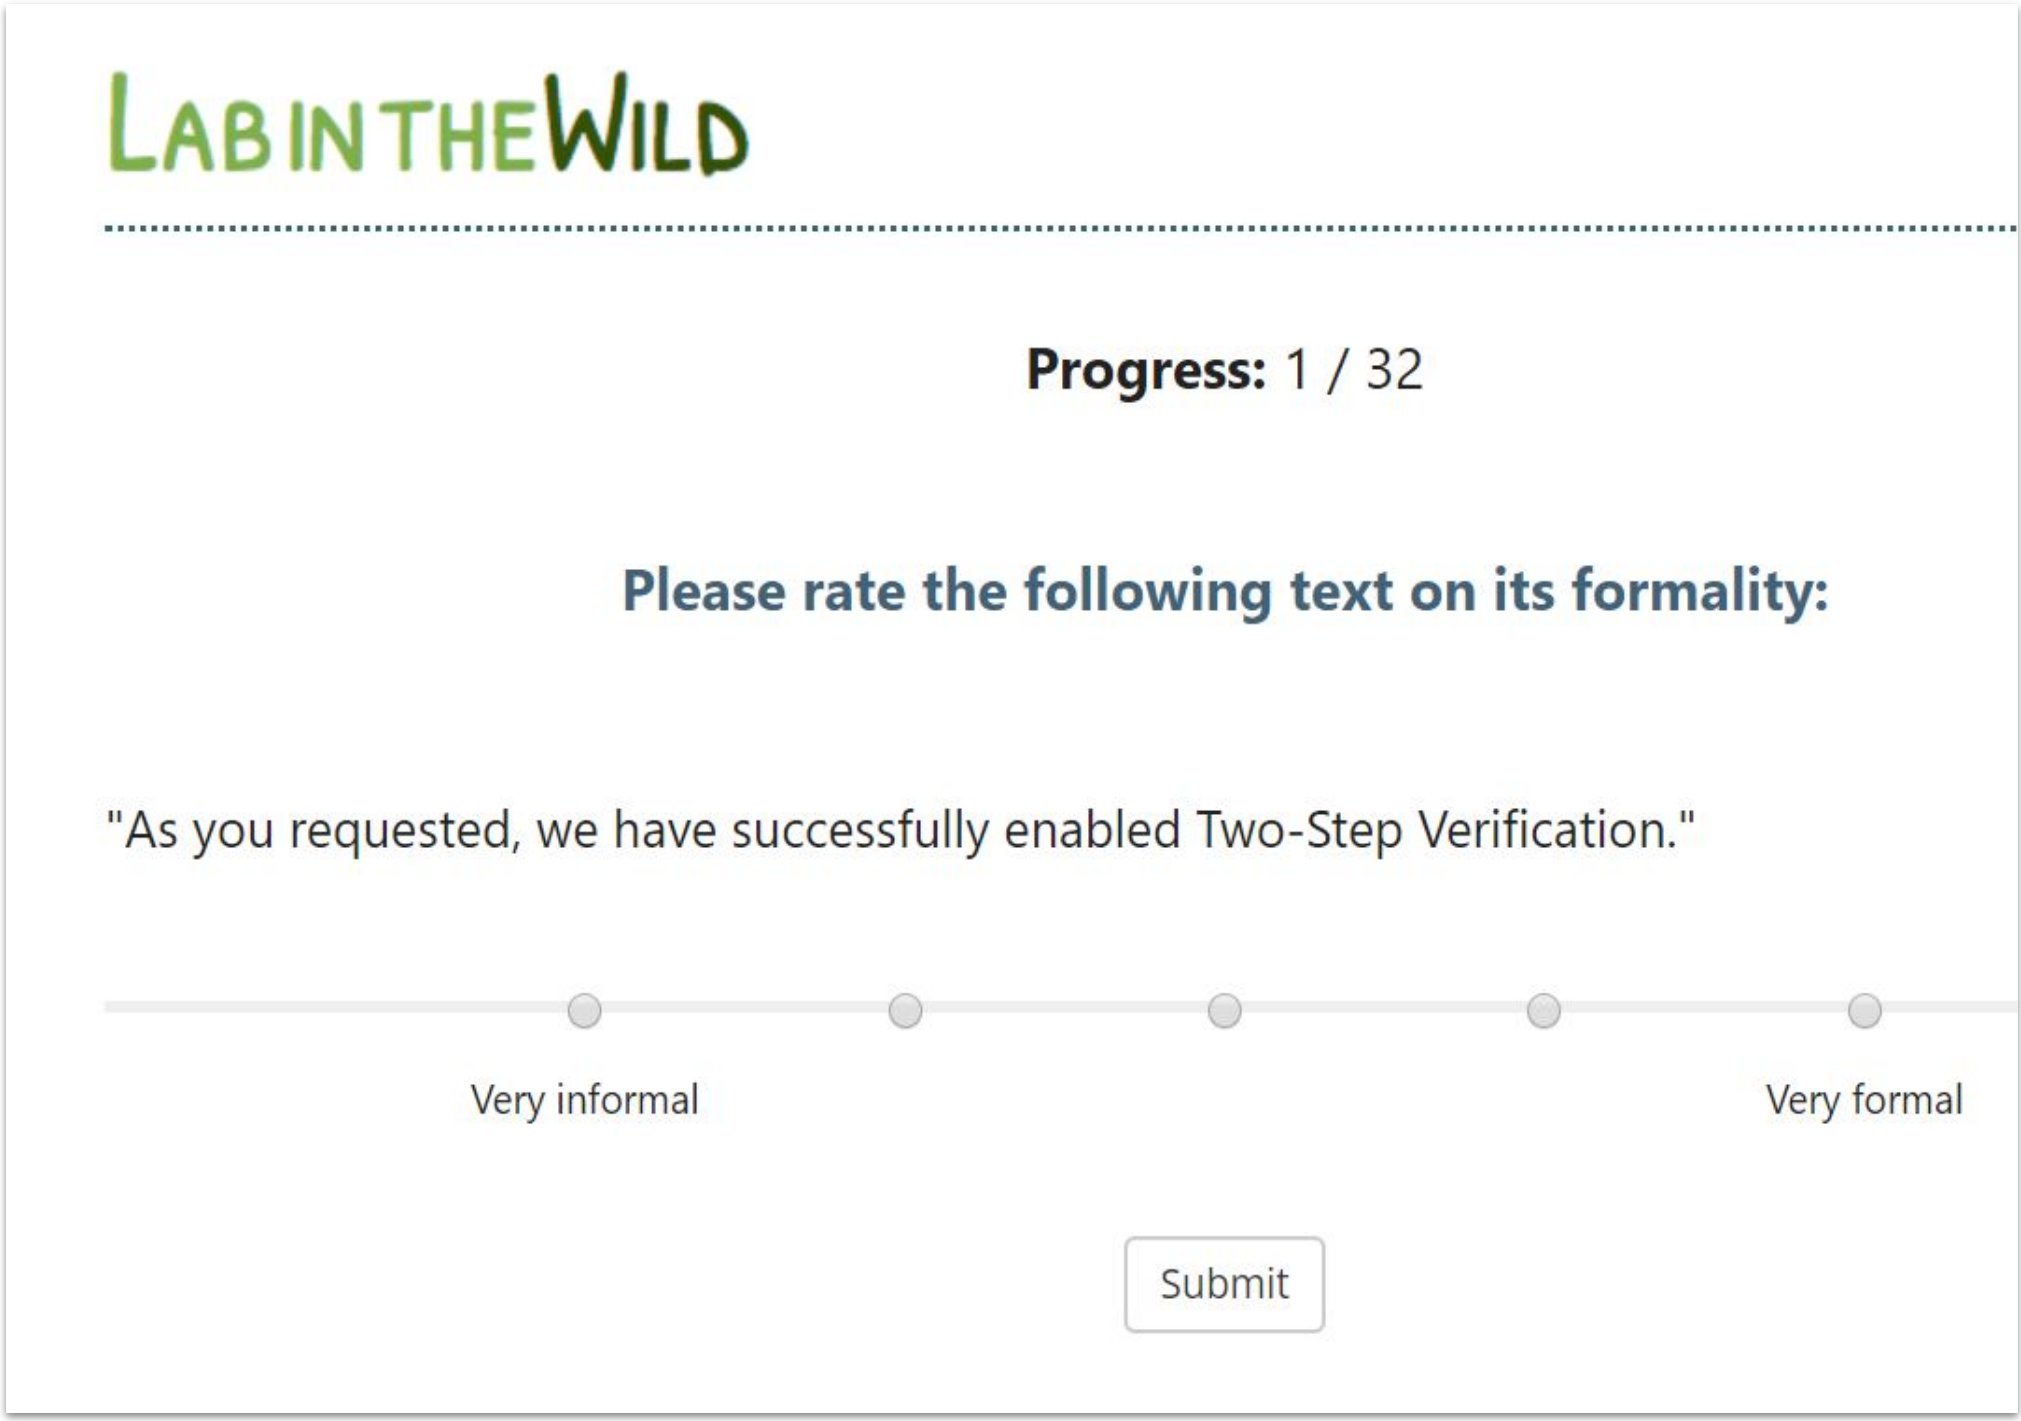 LAB IN THE WILD
Progress: 1 / 32
Please rate the following text on its formality:
"As you requested, we have successfully enabled Two-Step Verification."
Very informal
Very formal
Submit